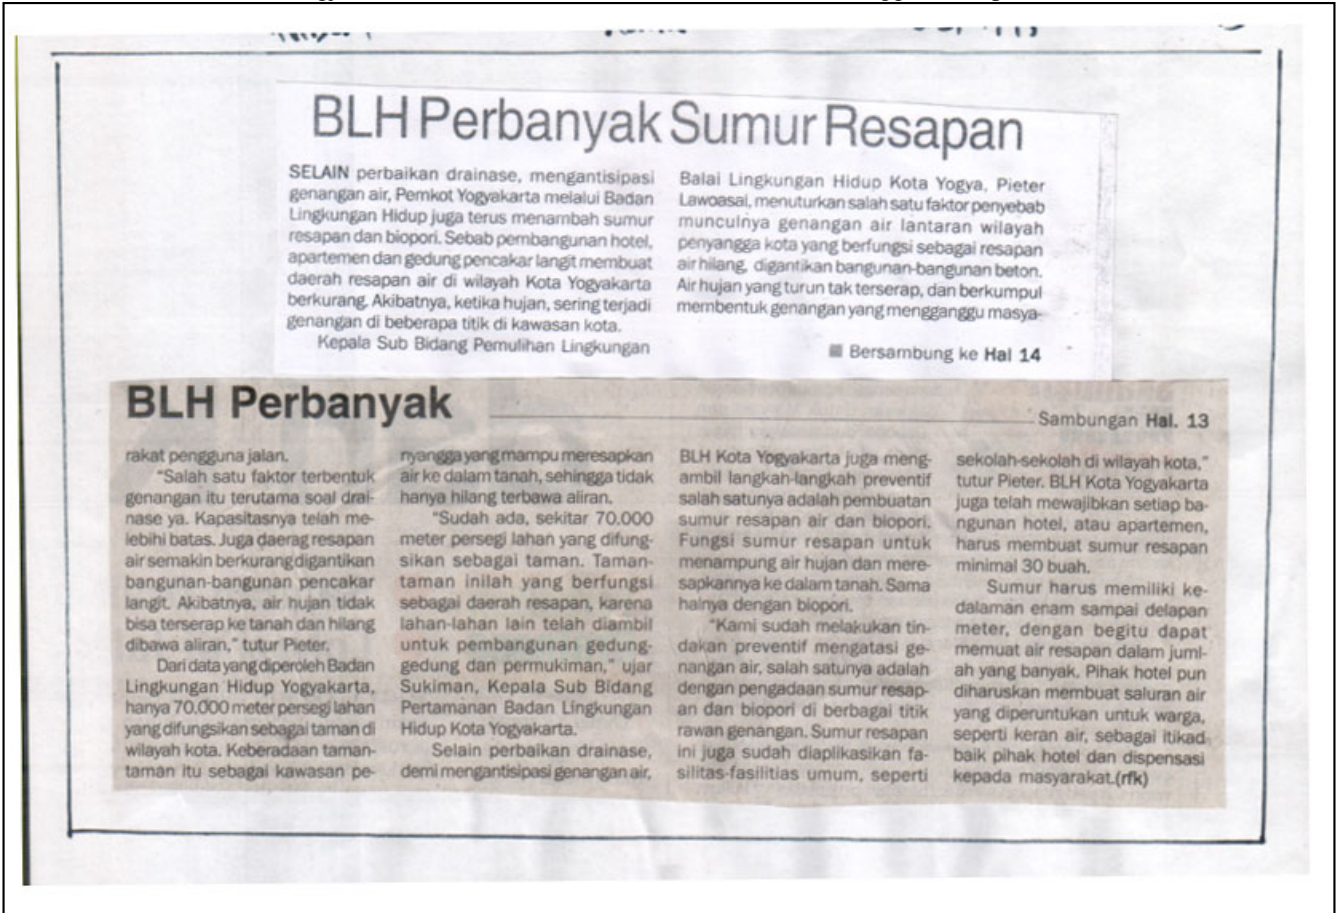 BLH Perbanyak Sumur Resapan
SELAIN perbaikan drainase, mengantisipasi
genangan air, Pemkot Yogyakarta melalui Badan
Lingkungan Hidup juga terus menambah sumur
resapan dan biopori. Sebab pembangunan hotel,
apartemen dan gedung pencakar langit membuat
daerah resapan air di wilayah Kota Yogyakarta
berkurang. Akibatnya, ketika hujan, sering terjadi
genangan di beberapa titik di kawasan kota.
Kepala Sub Bidang Pemulihan Lingkungan
Balai Lingkungan Hidup Kota Yogya, Pieter
Lawoasal, menuturkan salah satu faktor penyebab
munculnya genangan air lantaran wilayah
penyangga kota yang berfungsi sebagai resapan
air hilang, digantikan bangunan-bangunan beton.
Air hujan yang turun tak terserap, dan berkumpul
membentuk genangan yang mengganggu masya-
■ Bersambung ke Hal 14
BLH Perbanyak
Sambungan Hal. 13
rakat pengguna jalan.
"Salah satu faktor terbentuk
genangan itu terutama soal drai-
nase ya. Kapasitasnya telah me-
lebihi batas. Juga daerag resapan
air semakin berkurang digantikan
bangunan-bangunan pencakar
langit. Akibatnya, air hujan tidak
bisa terserap ke tanah dan hilang
dibawa aliran," tutur Pieter.
Dari data yang diperoleh Badan
Lingkungan Hidup Yogyakarta,
hanya 70.000 meter persegi lahan
yang difungsikan sebagai taman di
wilayah kota. Keberadaan taman-
taman itu sebagai kawasan pe-
nyangga yang mampu meresapkan
air ke dalam tanah, sehingga tidak
hanya hilang terbawa aliran.
"Sudah ada, sekitar 70.000
meter persegi lahan yang difung-
sikan sebagai taman. Taman-
taman inilah yang berfungsi
sebagai daerah resapan, karena
lahan-lahan lain telah diambil
untuk pembangunan gedung-
gedung dan permukiman," ujar
Sukiman, Kepala Sub Bidang
Pertamanan Badan Lingkungan
Hidup Kota Yogyakarta.
Selain perbaikan drainase,
demi mengantisipasi genangan air,
BLH Kota Yogyakarta juga meng-
ambil langkah-langkah preventif
salah satunya adalah pembuatan
sumur resapan air dan biopori.
Fungsi sumur resapan untuk
menampung air hujan dan mere-
sapkannya ke dalam tanah. Sama
halnya dengan biopori.
"Kami sudah melakukan tin-
dakan preventif mengatasi ge-
nangan air, salah satunya adalah
dengan pengadaan sumur resap-
an dan biopori di berbagai titik
rawan genangan. Sumur resapan
ini juga sudah diaplikasikan fa-
silitas-fasilitias umum, seperti
sekolah-sekolah di wilayah kota,"
tutur Pieter. BLH Kota Yogyakarta
juga telah mewajibkan setiap ba-
ngunan hotel, atau apartemen,
harus membuat sumur resapan
minimal 30 buah.
Sumur harus memiliki ke-
dalaman enam sampai delapan
meter, dengan begitu dapat
memuat air resapan dalam juml-
ah yang banyak. Pihak hotel pun
diharuskan membuat saluran air
yang diperuntukan untuk warga,
seperti keran air, sebagai itikad
baik pihak hotel dan dispensasi
kepada masyarakat.(rfk)